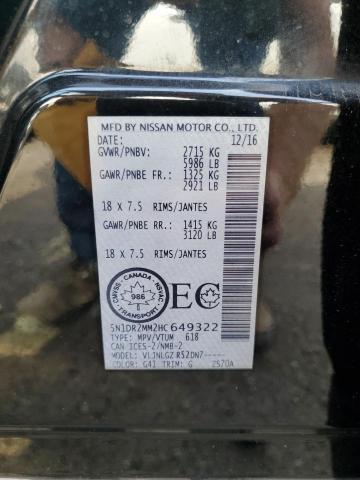 MFD BY NISSAN MOTOR CO., LTD.
DATE: 12/16
GVWR/PNBV: 2715 KG
5986 LB
GAWR/PNBE FR.: 1325 KG
2921 LB
18 X 7.5 RIMS/JANTES
GAWR/PNBE RR.: 1415 KG
3120 LB
18 X 7.5 RIMS/JANTES
CMVSS · CANADA · NSVAC
986
EC
5N1DR2MM2HC649322
TYPE: MPV/VTUM 618
CAN ICES-2/NMB-2
MODEL: VLJNLGZ R52DN7-----
COLOR: G41 TRIM: G 2570A